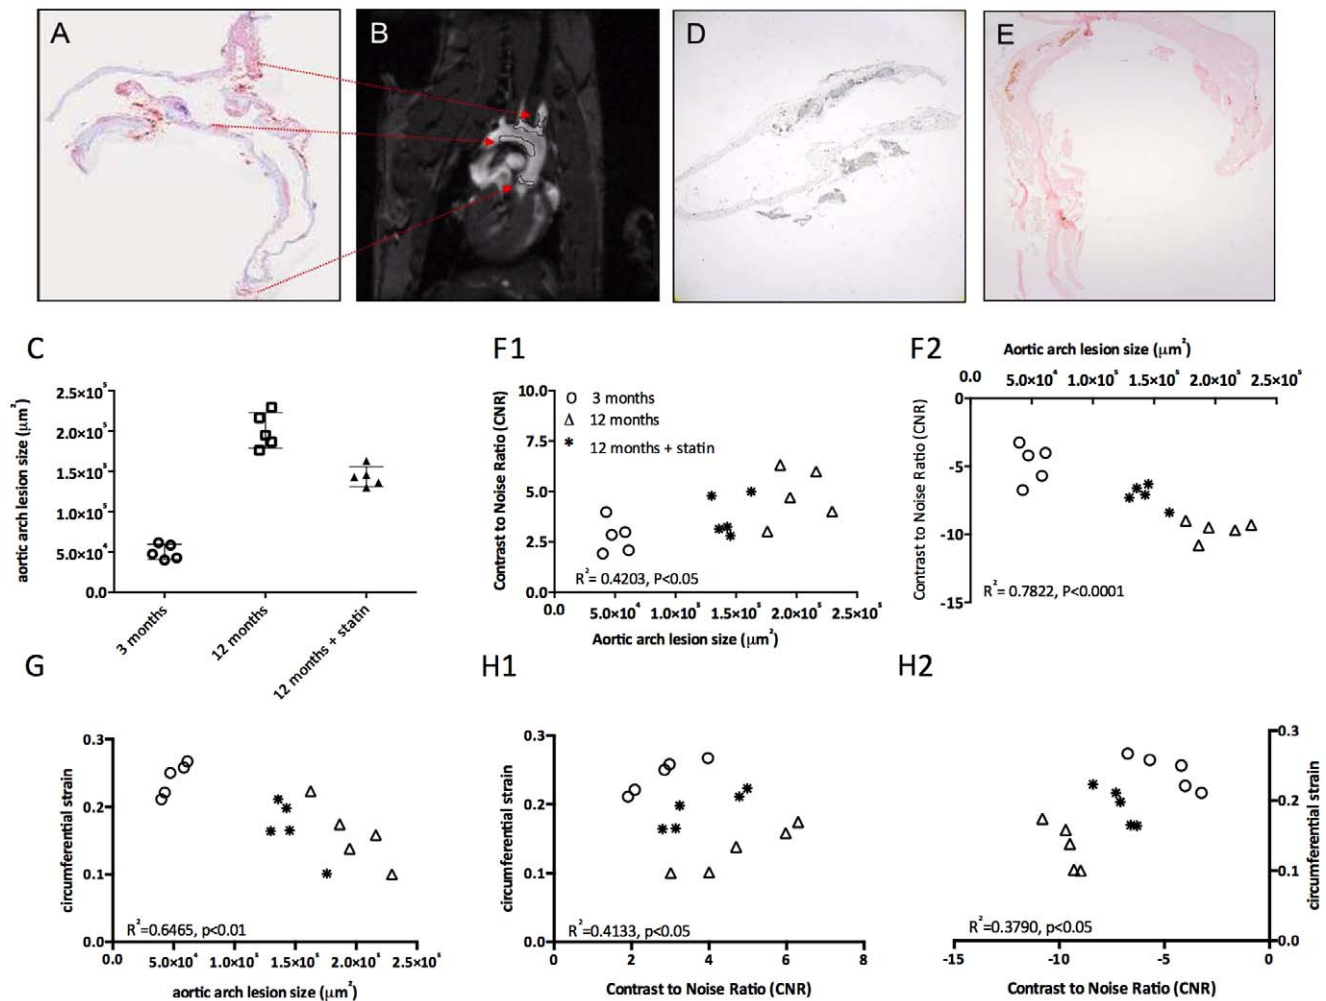 A
B
D
E
C
aortic arch lesion size (μm²)
2.5×10⁵
2.0×10⁵
1.5×10⁵
1.0×10⁵
5.0×10⁴
0.0
3 months
12 months
12 months + statin
F1
Contrast to Noise Ratio (CNR)
10.0
7.5
5.0
2.5
0.0
3 months
12 months
12 months + statin
R²= 0.4203, P<0.05
0.0
5.0×10⁴
1.0×10⁵
1.5×10⁵
2.0×10⁵
2.5×10⁵
Aortic arch lesion size (μm²)
F2
Aortic arch lesion size (μm²)
0.0
5.0×10⁴
1.0×10⁵
1.5×10⁵
2.0×10⁵
2.5×10⁵
Contrast to Noise Ratio (CNR)
0
-5
-10
-15
R²= 0.7822, P<0.0001
G
circumferential strain
0.3
0.2
0.1
0.0
R²=0.6465, p<0.01
0
5.0×10⁴
1.0×10⁵
1.5×10⁵
2.0×10⁵
2.5×10⁵
aortic arch lesion size (μm²)
H1
circumferential strain
0.3
0.2
0.1
0.0
R²=0.4133, p<0.05
0
2
4
6
8
Contrast to Noise Ratio (CNR)
H2
0.3
0.2
0.1
0.0
circumferential strain
R²=0.3790, p<0.05
-15
-10
-5
0
Contrast to Noise Ratio (CNR)